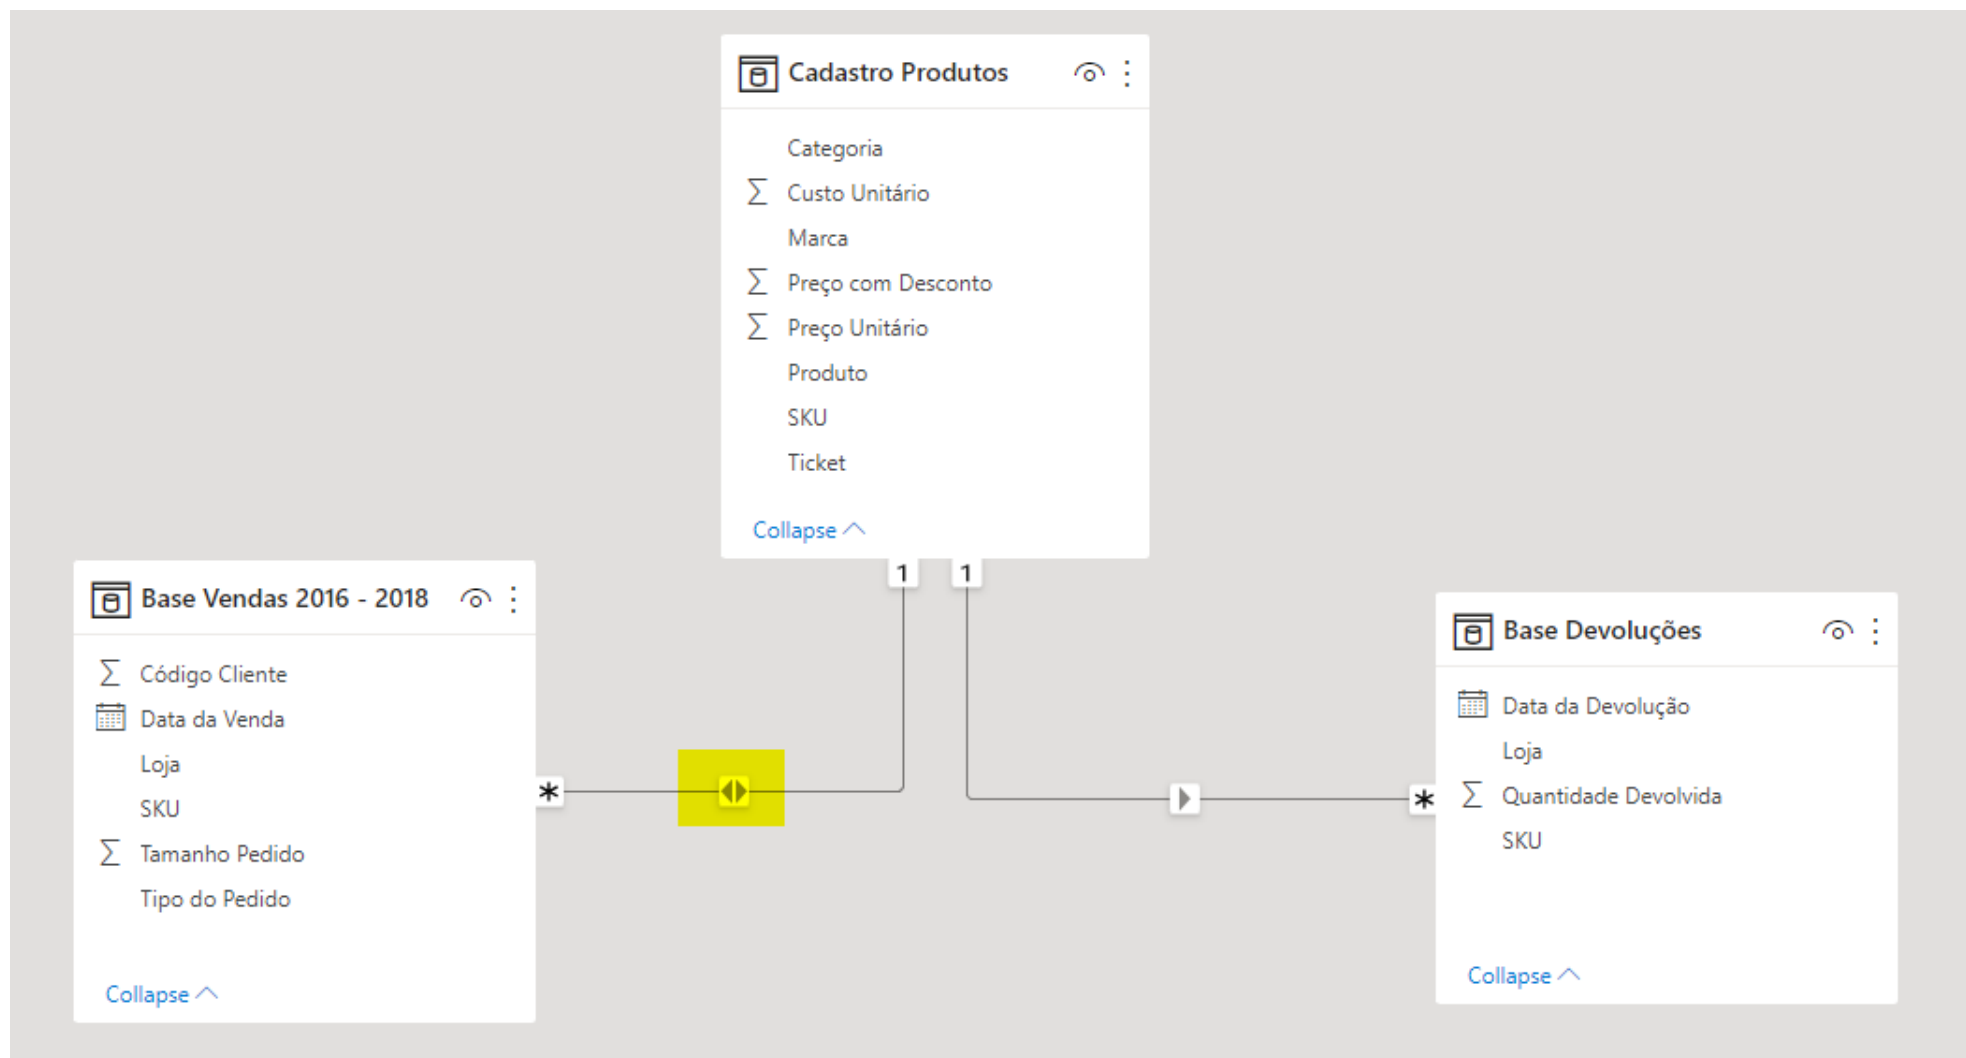 Cadastro Produtos
Categoria
Σ Custo Unitário
Marca
Σ Preço com Desconto
Σ Preço Unitário
Produto
SKU
Ticket
Collapse
1 1
Base Vendas 2016 - 2018
Σ Código Cliente
Data da Venda
Loja
SKU
Σ Tamanho Pedido
Tipo do Pedido
Collapse
*
*
Base Devoluções
Data da Devolução
Loja
Σ Quantidade Devolvida
SKU
Collapse